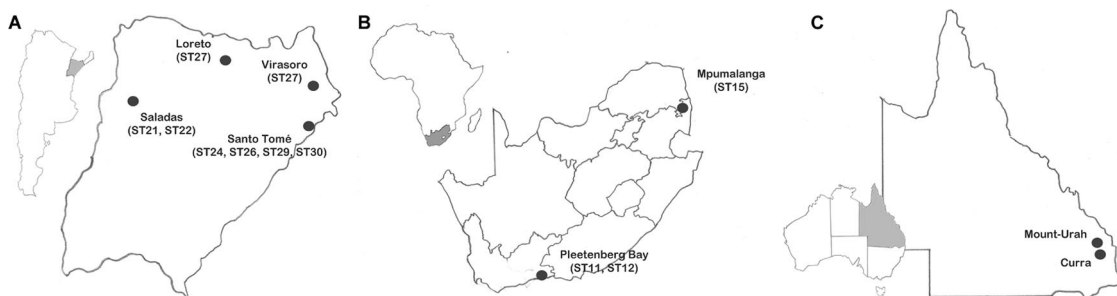 A
Loreto
(ST27)
Virasoro
(ST27)
Saladas
(ST21, ST22)
Santo Tomé
(ST24, ST26, ST29, ST30)
B
Mpumalanga
(ST15)
Pleetenberg Bay
(ST11, ST12)
C
Mount-Urah
Curra